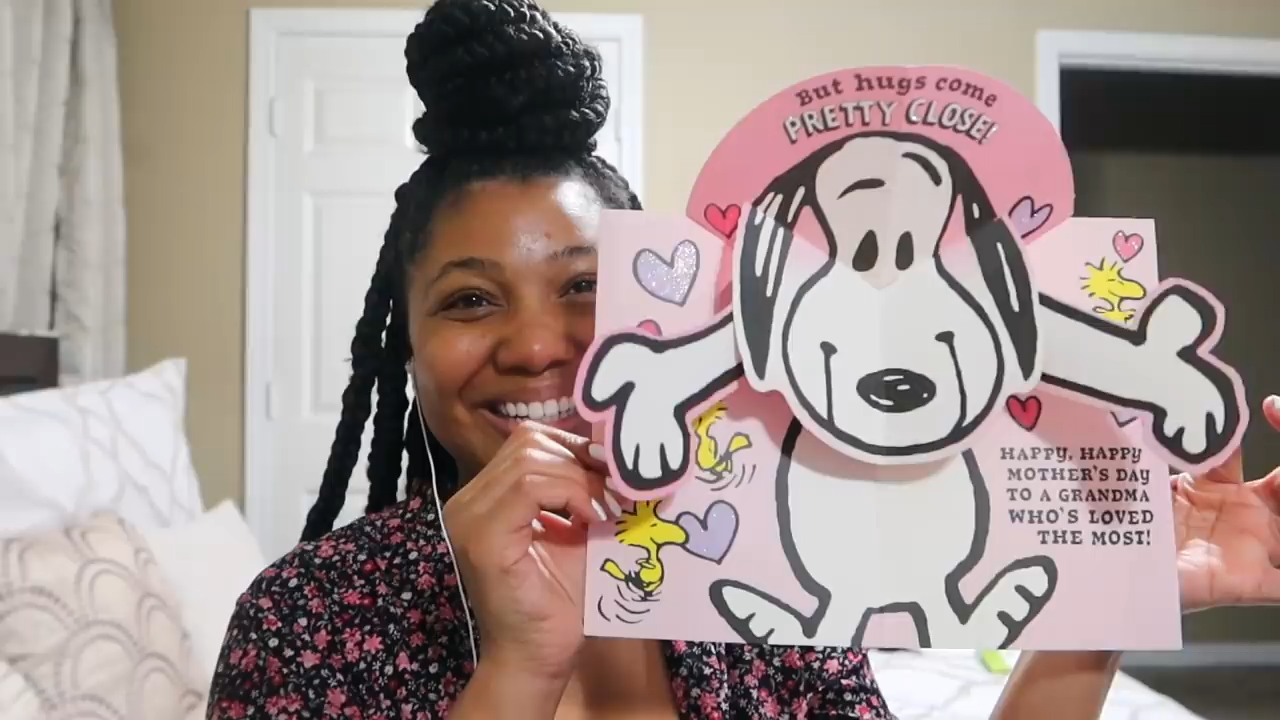 But hugs come
PRETTY CLOSE!
HAPPY, HAPPY
MOTHER'S DAY
TO A GRANDMA
WHO'S LOVED
THE MOST!